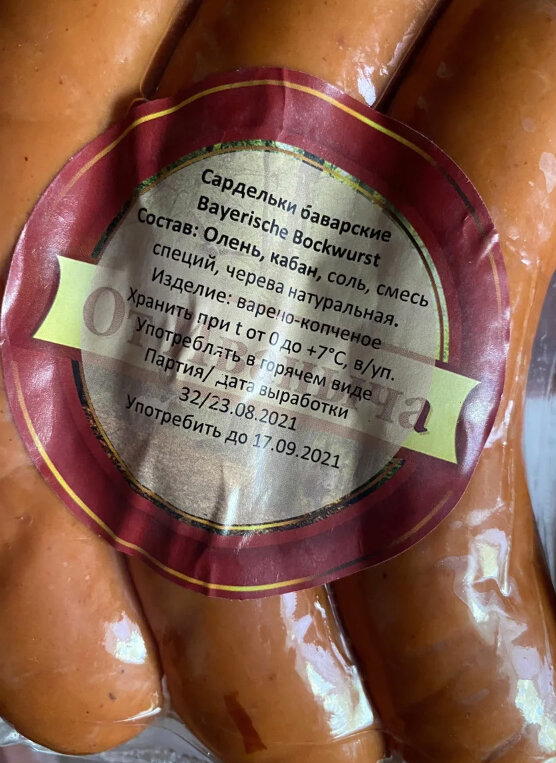 Сардельки баварские
Bayerische Bockwurst
Состав: Олень, кабан, соль, смесь
специй, черева натуральная.
Изделие: варено-копченое
Хранить при t от 0 до +7°С, в/уп.
Употреблять в горячем виде
Партия/ дата выработки
32/23.08.2021
Употребить до 17.09.2021